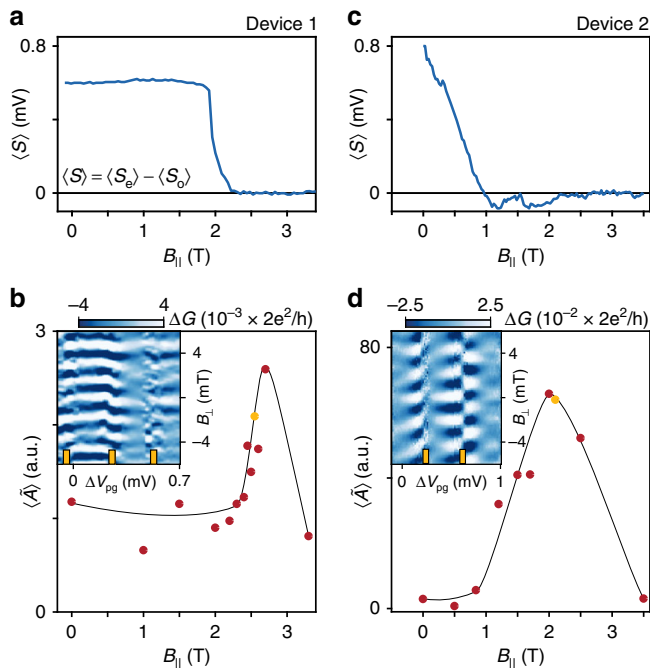 a
Device 1
0.8
⟨S⟩ (mV)
⟨S⟩ = ⟨Sₑ⟩ − ⟨Sₒ⟩
0
0 1 2 3
B|| (T)
c
Device 2
0.8
⟨S⟩ (mV)
0
0 1 2 3
B|| (T)
b
−4 4
ΔG (10⁻³ × 2e²/h)
3
4
B⊥ (mT)
−4
0 ΔVpg (mV) 0.7
⟨Ã⟩ (a.u.)
0
0 1 2 3
B|| (T)
d
−2.5 2.5
ΔG (10⁻² × 2e²/h)
80
4
B⊥ (mT)
−4
0 1
ΔVpg (mV)
⟨Ã⟩ (a.u.)
0
0 1 2 3
B|| (T)